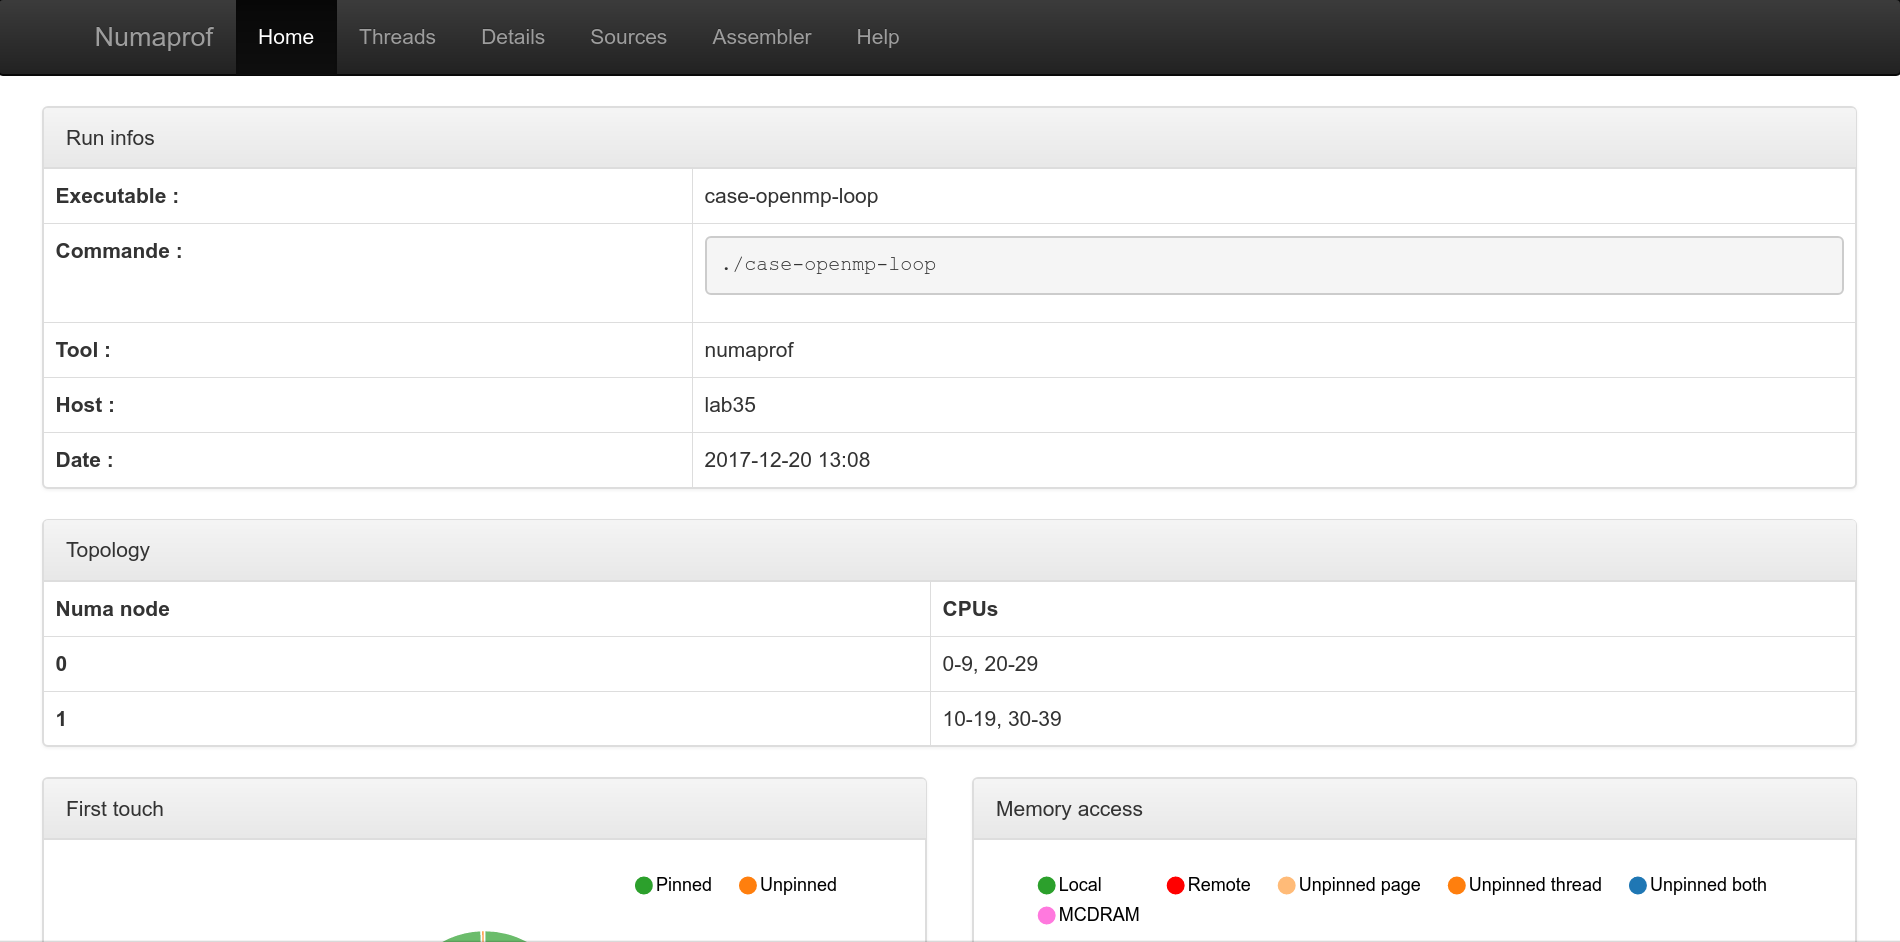 Numaprof Home Threads Details Sources Assembler Help
Run infos
Executable : case-openmp-loop
Commande : ./case-openmp-loop
Tool : numaprof
Host : lab35
Date : 2017-12-20 13:08
Topology
Numa node CPUs
0 0-9, 20-29
1 10-19, 30-39
First touch
Pinned Unpinned
Memory access
Local Remote Unpinned page Unpinned thread Unpinned both
MCDRAM